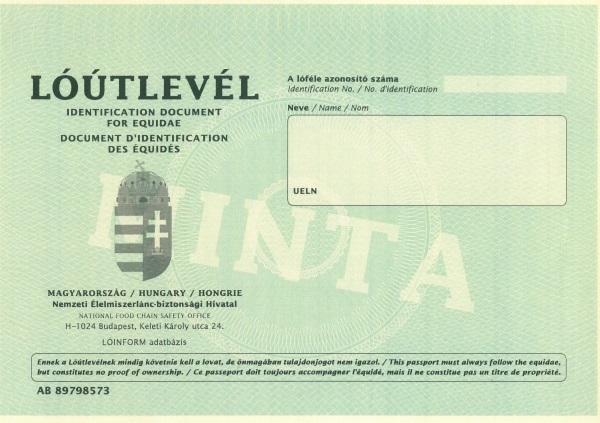 LÓÚTLEVÉL
IDENTIFICATION DOCUMENT
FOR EQUIDAE
DOCUMENT D'IDENTIFICATION
DES ÉQUIDÉS
A lóféle azonosító száma
Identification No. / No. d'identification
Neve / Name / Nom
UELN
MINTA
MAGYARORSZÁG / HUNGARY / HONGRIE
Nemzeti Élelmiszerlánc-biztonsági Hivatal
NATIONAL FOOD CHAIN SAFETY OFFICE
H-1024 Budapest, Keleti Károly utca 24.
LÓINFORM adatbázis
Ennek a Lóútlevélnek mindig követnie kell a lovat, de önmagában tulajdonjogot nem igazol. / This passport must always follow the equidae,
but constitutes no proof of ownership. / Ce passeport doit toujours accompagner l'équidé, mais il ne constitue pas un titre de propriété.
AB 89798573